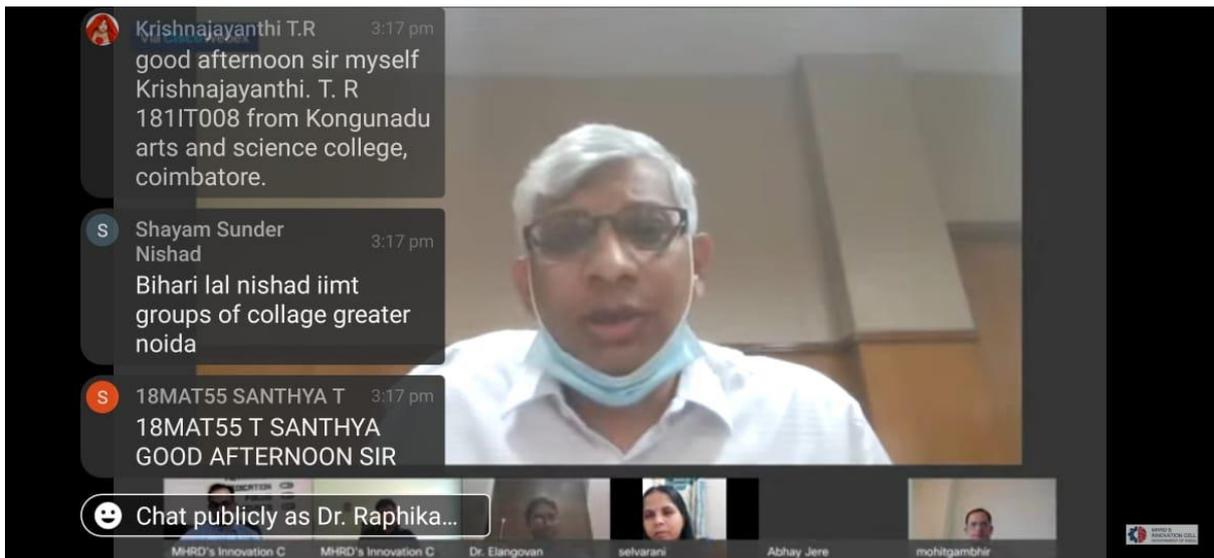 Krishnajayanthi T.R 3:17 pm
good afternoon sir myself
Krishnajayanthi. T. R
181IT008 from Kongunadu
arts and science college,
coimbatore.
Shayam Sunder
Nishad 3:17 pm
Bihari lal nishad iimt
groups of collage greater
noida
18MAT55 SANTHYA T 3:17 pm
18MAT55 T SANTHYA
GOOD AFTERNOON SIR
Chat publicly as Dr. Raphika...
MHRD's Innovation C MHRD's Innovation C Dr. Elangovan selvarani Abhay Jere mohitgambhir
MHRD'S
INNOVATION CELL